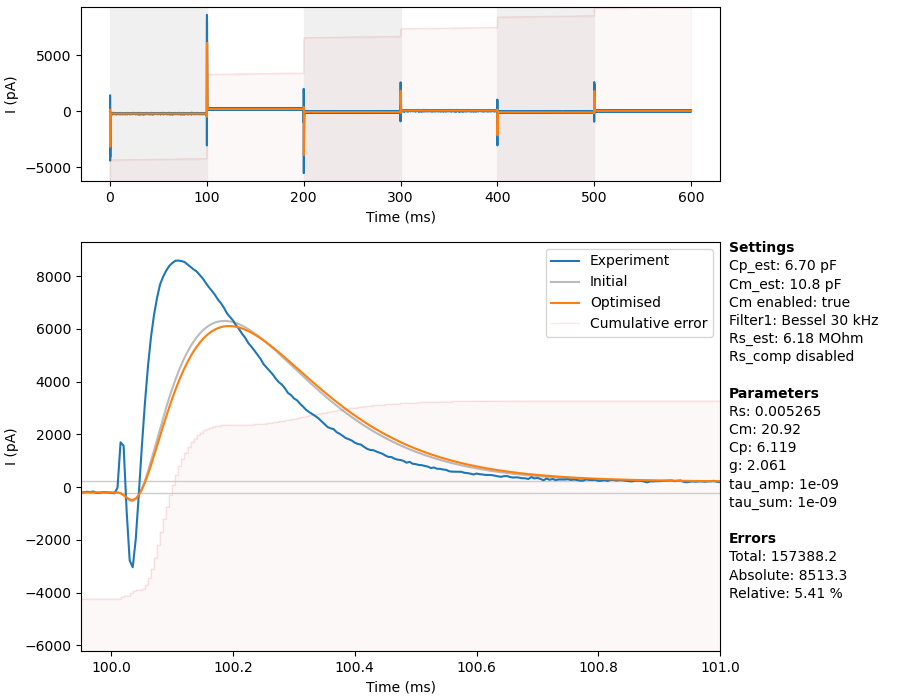 5000
0
−5000
I (pA)
0 100 200 300 400 500 600
Time (ms)
8000
6000
4000
2000
0
−2000
−4000
−6000
I (pA)
Experiment
Initial
Optimised
Cumulative error
100.0 100.2 100.4 100.6 100.8 101.0
Time (ms)
Settings
Cp_est: 6.70 pF
Cm_est: 10.8 pF
Cm enabled: true
Filter1: Bessel 30 kHz
Rs_est: 6.18 MOhm
Rs_comp disabled
Parameters
Rs: 0.005265
Cm: 20.92
Cp: 6.119
g: 2.061
tau_amp: 1e-09
tau_sum: 1e-09
Errors
Total: 157388.2
Absolute: 8513.3
Relative: 5.41 %